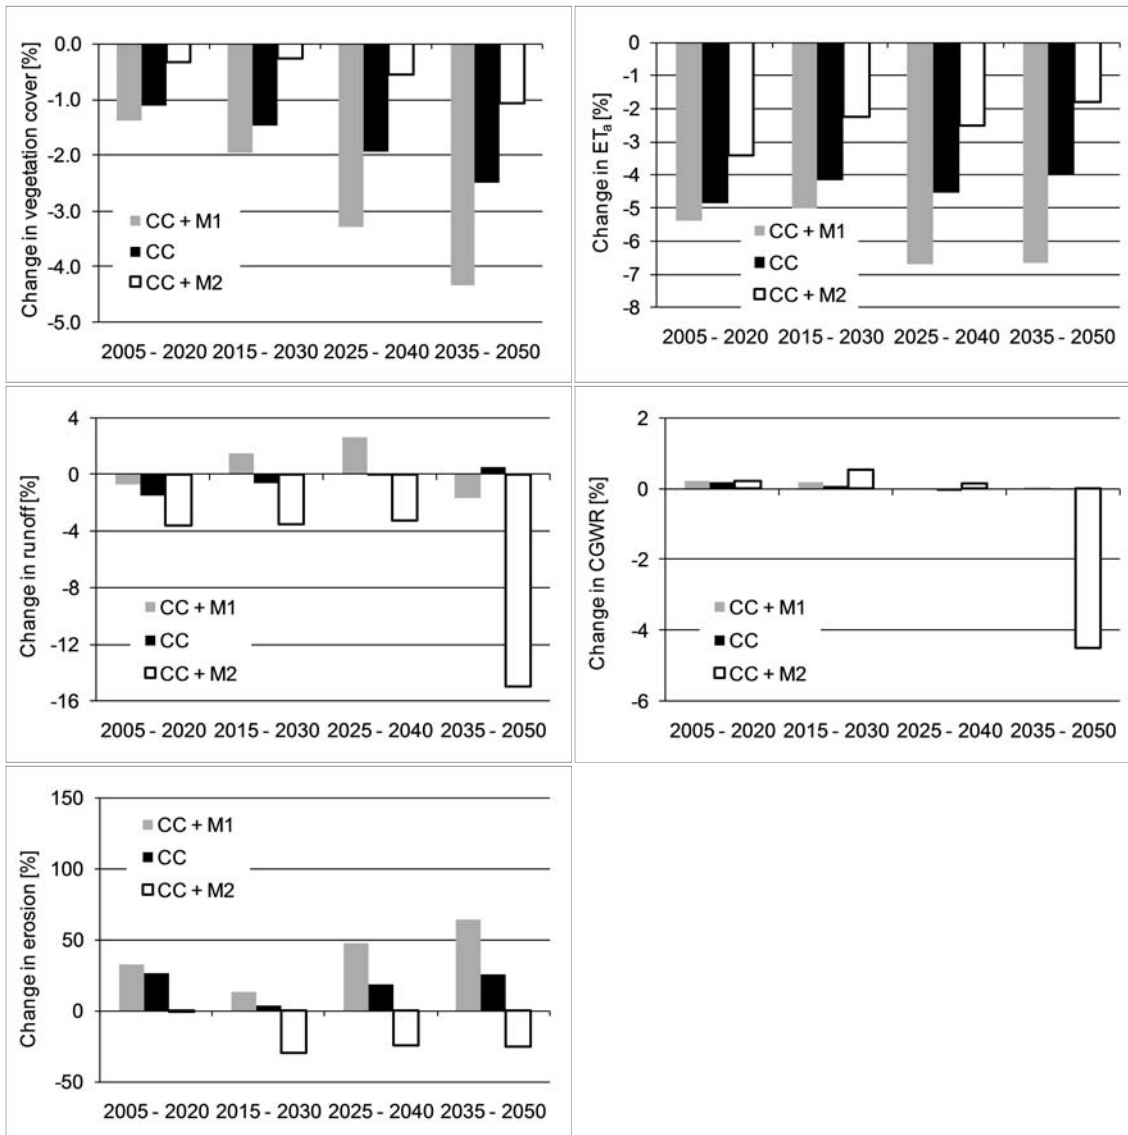 Change in vegetation cover [%]
0.0
-1.0
-2.0
-3.0
-4.0
-5.0
CC + M1
CC
CC + M2
2005 - 2020 2015 - 2030 2025 - 2040 2035 - 2050
Change in ETa [%]
0
-1
-2
-3
-4
-5
-6
-7
-8
CC + M1
CC
CC + M2
2005 - 2020 2015 - 2030 2025 - 2040 2035 - 2050
Change in runoff [%]
4
0
-4
-8
-12
-16
CC + M1
CC
CC + M2
2005 - 2020 2015 - 2030 2025 - 2040 2035 - 2050
Change in CGWR [%]
2
0
-2
-4
-6
CC + M1
CC
CC + M2
2005 - 2020 2015 - 2030 2025 - 2040 2035 - 2050
Change in erosion [%]
150
100
50
0
-50
CC + M1
CC
CC + M2
2005 - 2020 2015 - 2030 2025 - 2040 2035 - 2050